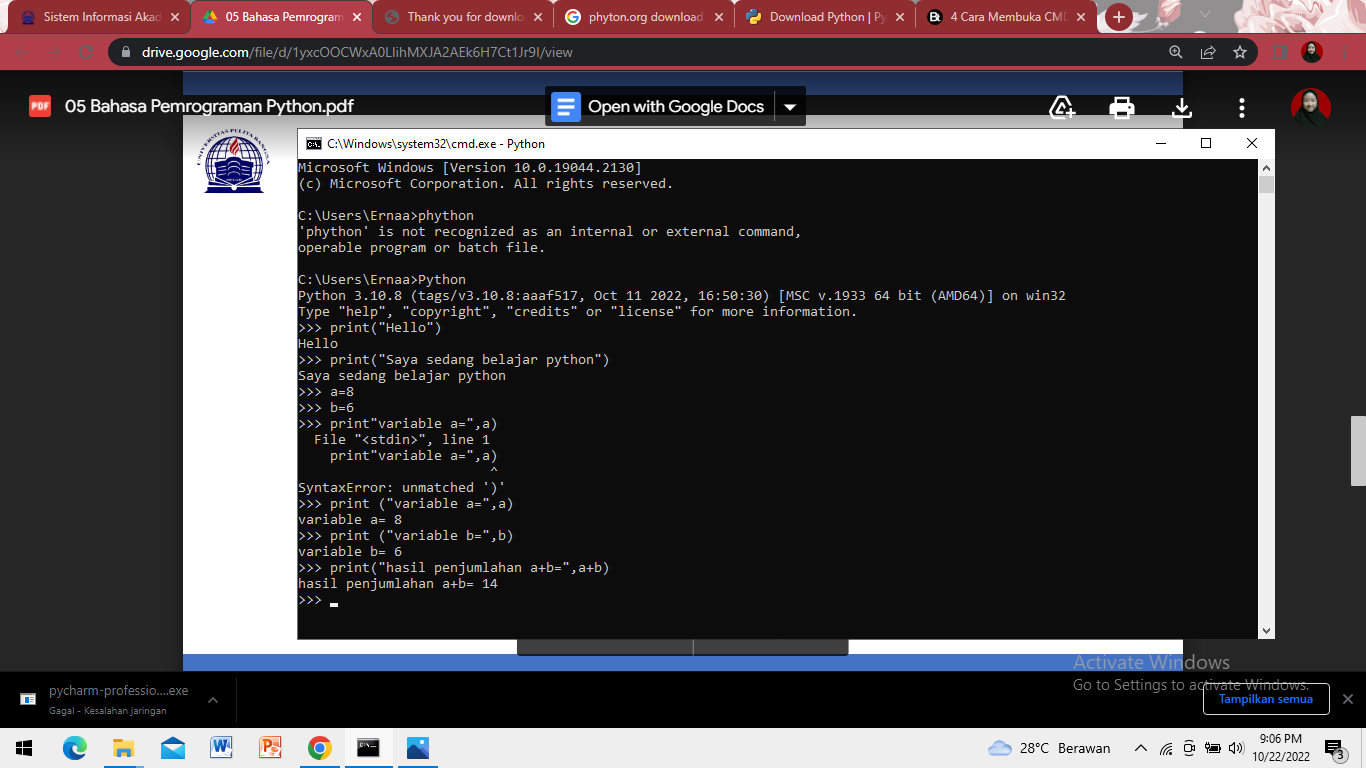 Sistem Informasi Akad
05 Bahasa Pemrogram
Thank you for downlo
phyton.org download
Download Python | Py
4 Cara Membuka CMD
drive.google.com/file/d/1yxcOOCWxA0LlihMXJA2AEk6H7Ct1Jr9I/view
PDF
05 Bahasa Pemrograman Python.pdf
Open with Google Docs
UNIVERSITAS PELITA BANGSA
C:\Windows\system32\cmd.exe - Python
Microsoft Windows [Version 10.0.19044.2130]
(c) Microsoft Corporation. All rights reserved.
C:\Users\Ernaa>phython
'phython' is not recognized as an internal or external command,
operable program or batch file.
C:\Users\Ernaa>Python
Python 3.10.8 (tags/v3.10.8:aaaf517, Oct 11 2022, 16:50:30) [MSC v.1933 64 bit (AMD64)] on win32
Type "help", "copyright", "credits" or "license" for more information.
>>> print("Hello")
Hello
>>> print("Saya sedang belajar python")
Saya sedang belajar python
>>> a=8
>>> b=6
>>> print"variable a=",a)
  File "<stdin>", line 1
    print"variable a=",a)
                        ^
SyntaxError: unmatched ')'
>>> print ("variable a=",a)
variable a= 8
>>> print ("variable b=",b)
variable b= 6
>>> print("hasil penjumlahan a+b=",a+b)
hasil penjumlahan a+b= 14
>>>
Activate Windows
Go to Settings to activate Windows.
pycharm-professio....exe
Gagal - Kesalahan jaringan
Tampilkan semua
28°C Berawan
9:06 PM
10/22/2022
3